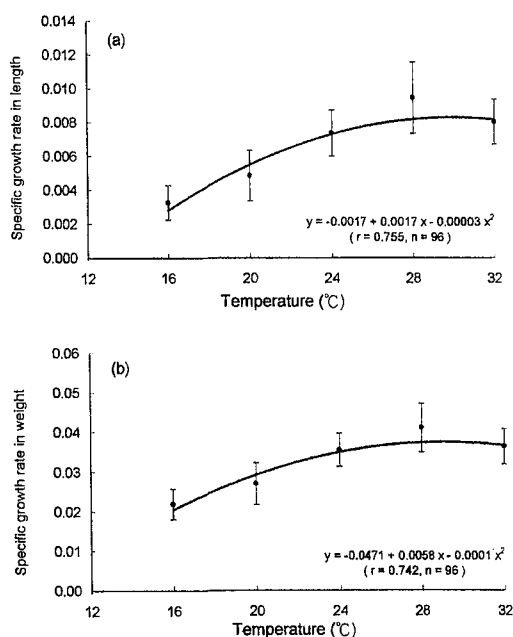 (a)
Specific growth rate in length
0.014
0.012
0.010
0.008
0.006
0.004
0.002
0.000
y = -0.0017 + 0.0017 x - 0.00003 x²
( r = 0.755, n = 96 )
12 16 20 24 28 32
Temperature (℃)
(b)
Specific growth rate in weight
0.06
0.05
0.04
0.03
0.02
0.01
0.00
y = -0.0471 + 0.0058 x - 0.0001 x²
( r = 0.742, n = 96 )
12 16 20 24 28 32
Temperature (℃)